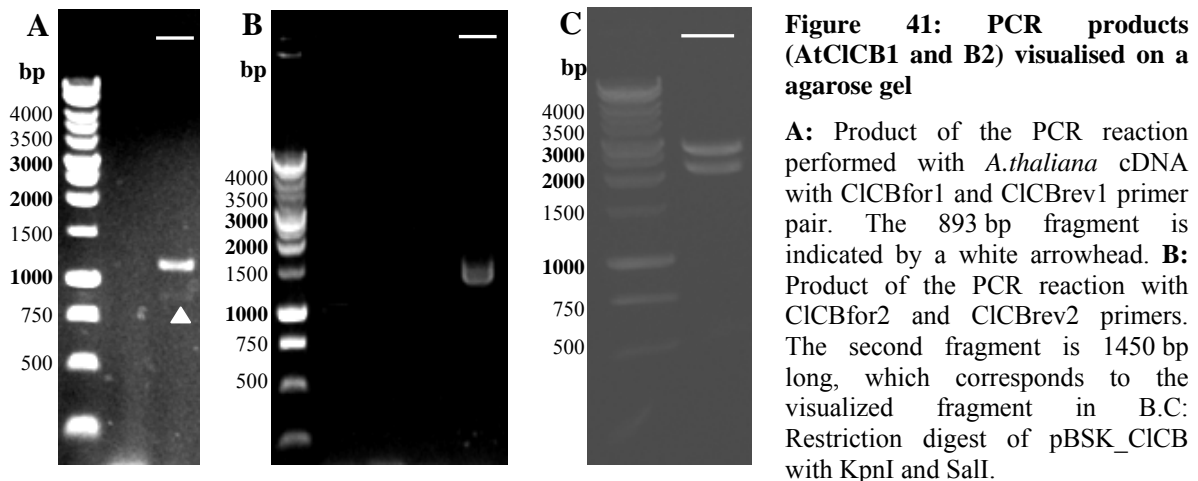 A
bp
4000
3500
3000
2000
1500
1000
750
500
B
bp
4000
3500
3000
2000
1500
1000
750
500
C
bp
4000
3500
3000
2000
1500
1000
750
500
Figure 41: PCR products
(AtClCB1 and B2) visualised on a
agarose gel
A: Product of the PCR reaction
performed with A.thaliana cDNA
with ClCBfor1 and ClCBrev1 primer
pair. The 893 bp fragment is
indicated by a white arrowhead. B:
Product of the PCR reaction with
ClCBfor2 and ClCBrev2 primers.
The second fragment is 1450 bp
long, which corresponds to the
visualized fragment in B.C:
Restriction digest of pBSK_ClCB
with KpnI and SalI.